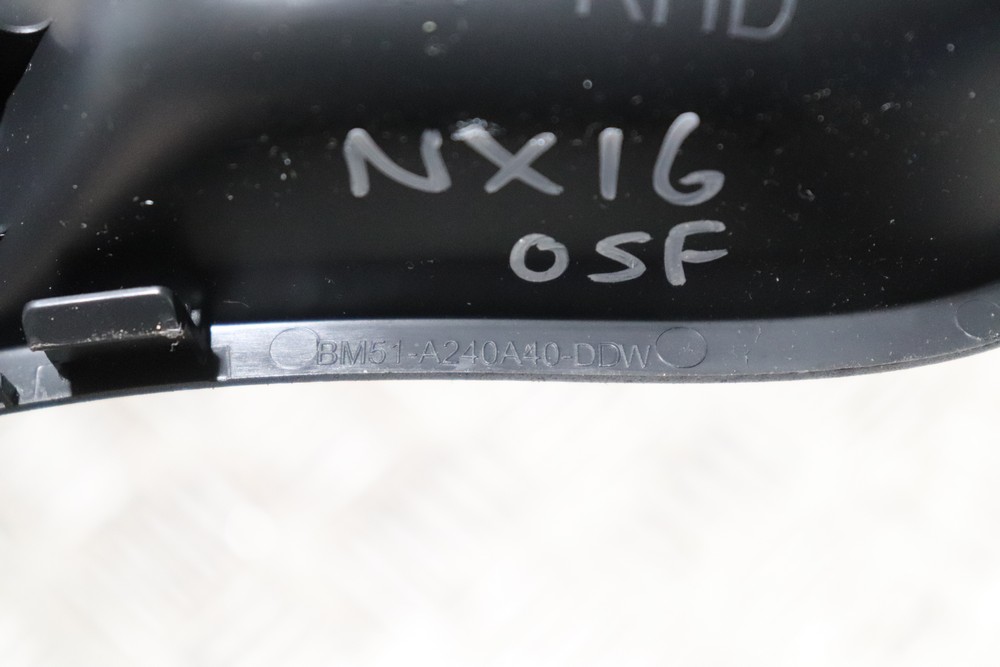 RHD
NX16
OSF
BM51-A240A40-DDW